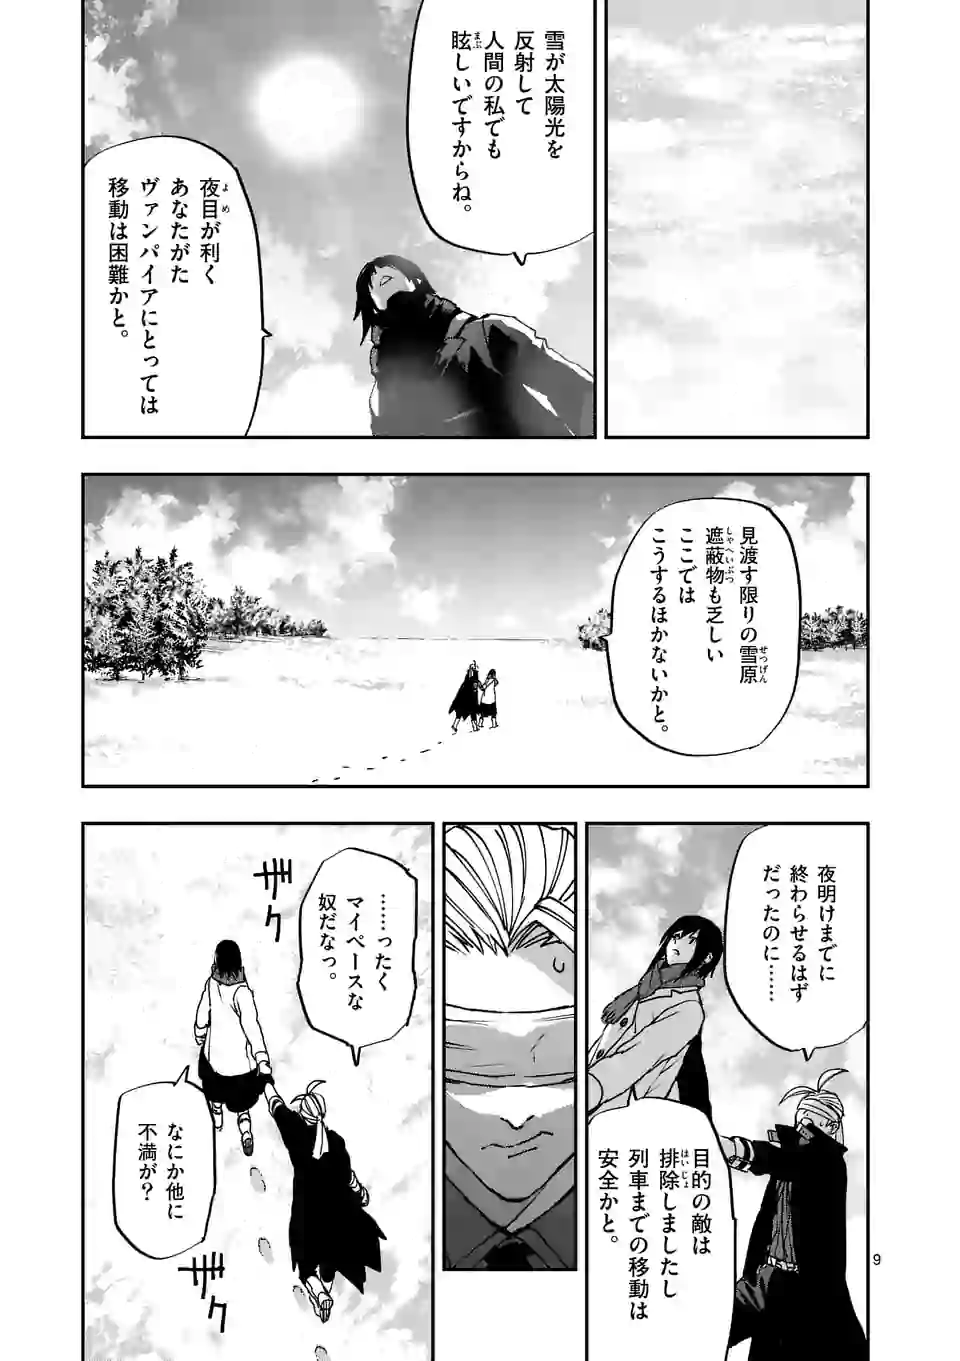 雪が太陽光を
反射して
人間の私でも
眩しいですからね。
夜目が利く
あなたがた
ヴァンパイアにとっては
移動は困難かと。
見渡す限りの雪原
遮蔽物も乏しい
ここでは
こうするほかないかと。
夜明けまでに
終わらせるはず
だったのに……
目的の敵は
排除しましたし
列車までの移動は
安全かと。
……ったく
マイペースな
奴だなっ。
ザッ
なにか他に
不満が?
ザッ
9